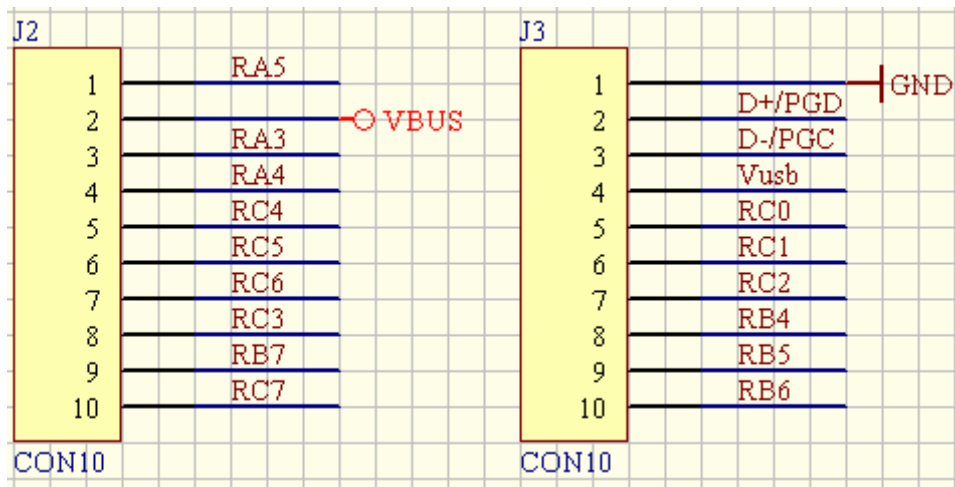 J2
1 RA5
2 VBUS
3 RA3
4 RA4
5 RC4
6 RC5
7 RC6
8 RC3
9 RB7
10 RC7
CON10
J3
1 GND
2 D+/PGD
3 D-/PGC
4 Vusb
5 RC0
6 RC1
7 RC2
8 RB4
9 RB5
10 RB6
CON10